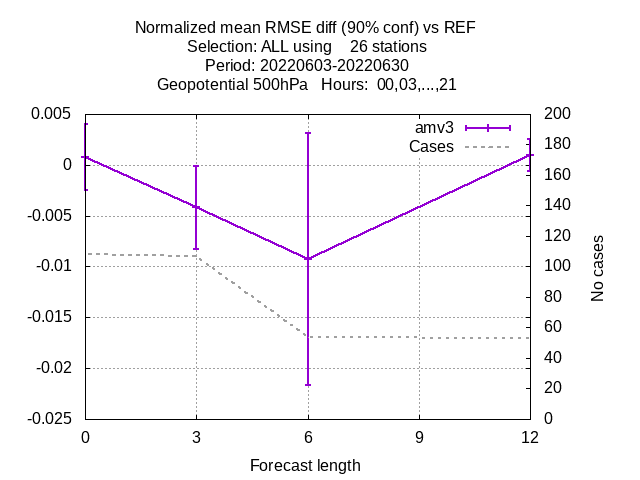 Normalized mean RMSE diff (90% conf) vs REF
Selection: ALL using    26 stations
Period: 20220603-20220630
Geopotential 500hPa   Hours:  00,03,...,21
0.005
0
-0.005
-0.01
-0.015
-0.02
-0.025
amv3
Cases
200
180
160
140
120
100
80
60
40
20
0
No cases
0
3
6
9
12
Forecast length